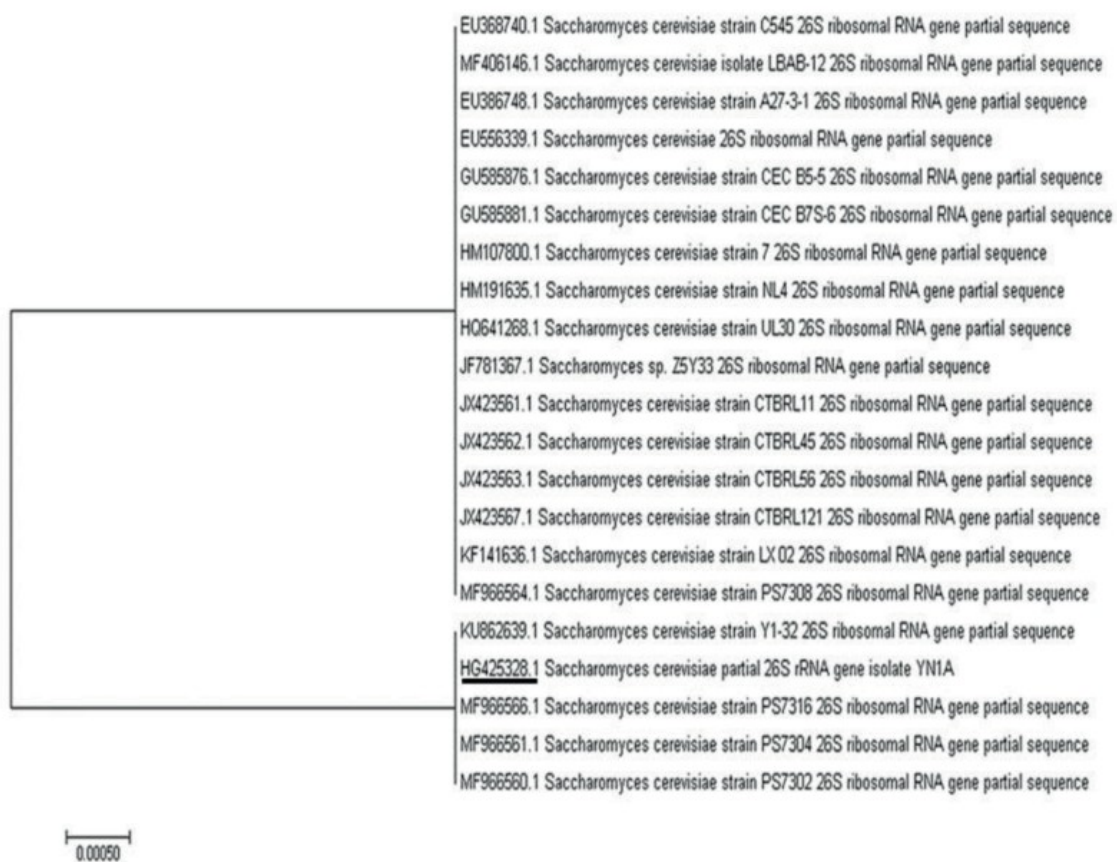 EU368740.1 Saccharomyces cerevisiae strain C545 26S ribosomal RNA gene partial sequence
MF406146.1 Saccharomyces cerevisiae isolate LBAB-12 26S ribosomal RNA gene partial sequence
EU386748.1 Saccharomyces cerevisiae strain A27-3-1 26S ribosomal RNA gene partial sequence
EU556339.1 Saccharomyces cerevisiae 26S ribosomal RNA gene partial sequence
GU585876.1 Saccharomyces cerevisiae strain CEC B5-5 26S ribosomal RNA gene partial sequence
GU585881.1 Saccharomyces cerevisiae strain CEC B7S-6 26S ribosomal RNA gene partial sequence
HM107800.1 Saccharomyces cerevisiae strain 7 26S ribosomal RNA gene partial sequence
HM191635.1 Saccharomyces cerevisiae strain NL4 26S ribosomal RNA gene partial sequence
HQ641268.1 Saccharomyces cerevisiae strain UL30 26S ribosomal RNA gene partial sequence
JF781367.1 Saccharomyces sp. Z5Y33 26S ribosomal RNA gene partial sequence
JX423561.1 Saccharomyces cerevisiae strain CTBRL11 26S ribosomal RNA gene partial sequence
JX423562.1 Saccharomyces cerevisiae strain CTBRL45 26S ribosomal RNA gene partial sequence
JX423563.1 Saccharomyces cerevisiae strain CTBRL56 26S ribosomal RNA gene partial sequence
JX423567.1 Saccharomyces cerevisiae strain CTBRL121 26S ribosomal RNA gene partial sequence
KF141636.1 Saccharomyces cerevisiae strain LX 02 26S ribosomal RNA gene partial sequence
MF966564.1 Saccharomyces cerevisiae strain PS7308 26S ribosomal RNA gene partial sequence
KU862639.1 Saccharomyces cerevisiae strain Y1-32 26S ribosomal RNA gene partial sequence
HG425328.1 Saccharomyces cerevisiae partial 26S rRNA gene isolate YN1A
MF966566.1 Saccharomyces cerevisiae strain PS7316 26S ribosomal RNA gene partial sequence
MF966561.1 Saccharomyces cerevisiae strain PS7304 26S ribosomal RNA gene partial sequence
MF966560.1 Saccharomyces cerevisiae strain PS7302 26S ribosomal RNA gene partial sequence
0.00050